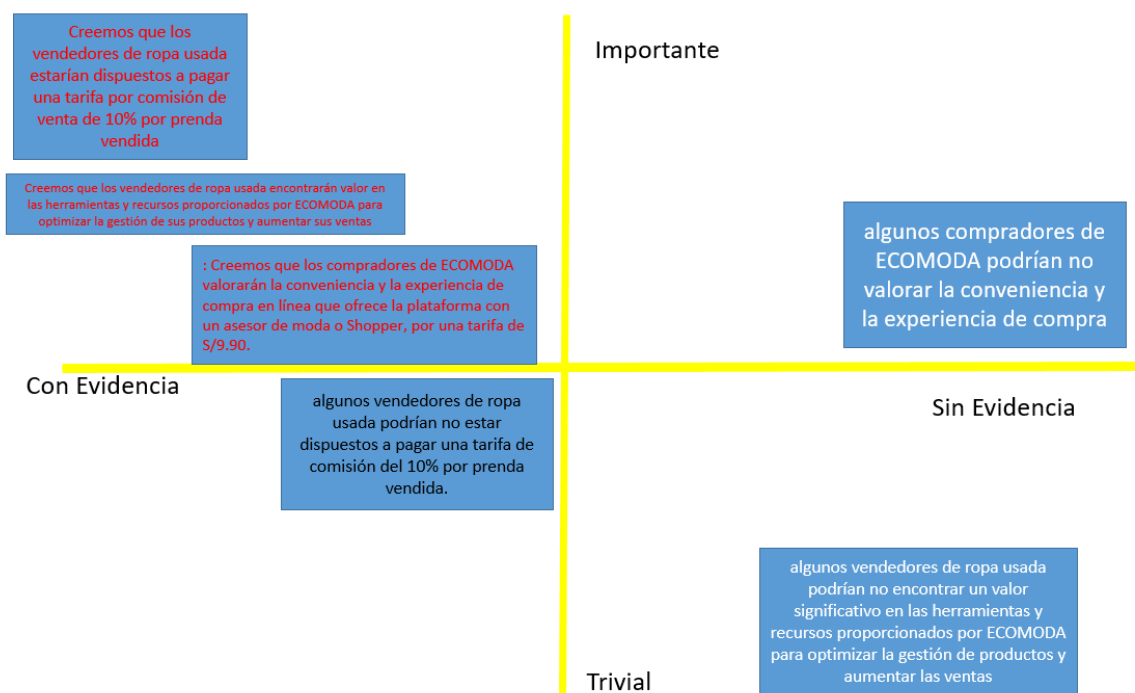 Creemos que los
vendedores de ropa usada
estarían dispuestos a pagar
una tarifa por comisión de
venta de 10% por prenda
vendida
Importante
Creemos que los vendedores de ropa usada encontrarán valor en
las herramientas y recursos proporcionados por ECOMODA para
optimizar la gestión de sus productos y aumentar sus ventas
algunos compradores de
ECOMODA podrían no
valorar la conveniencia y
la experiencia de compra
: Creemos que los compradores de ECOMODA
valorarán la conveniencia y la experiencia de
compra en línea que ofrece la plataforma con
un asesor de moda o Shopper, por una tarifa de
S/9.90.
Con Evidencia
Sin Evidencia
algunos vendedores de ropa
usada podrían no estar
dispuestos a pagar una tarifa de
comisión del 10% por prenda
vendida.
algunos vendedores de ropa usada
podrían no encontrar un valor
significativo en las herramientas y
recursos proporcionados por ECOMODA
para optimizar la gestión de productos y
aumentar las ventas
Trivial